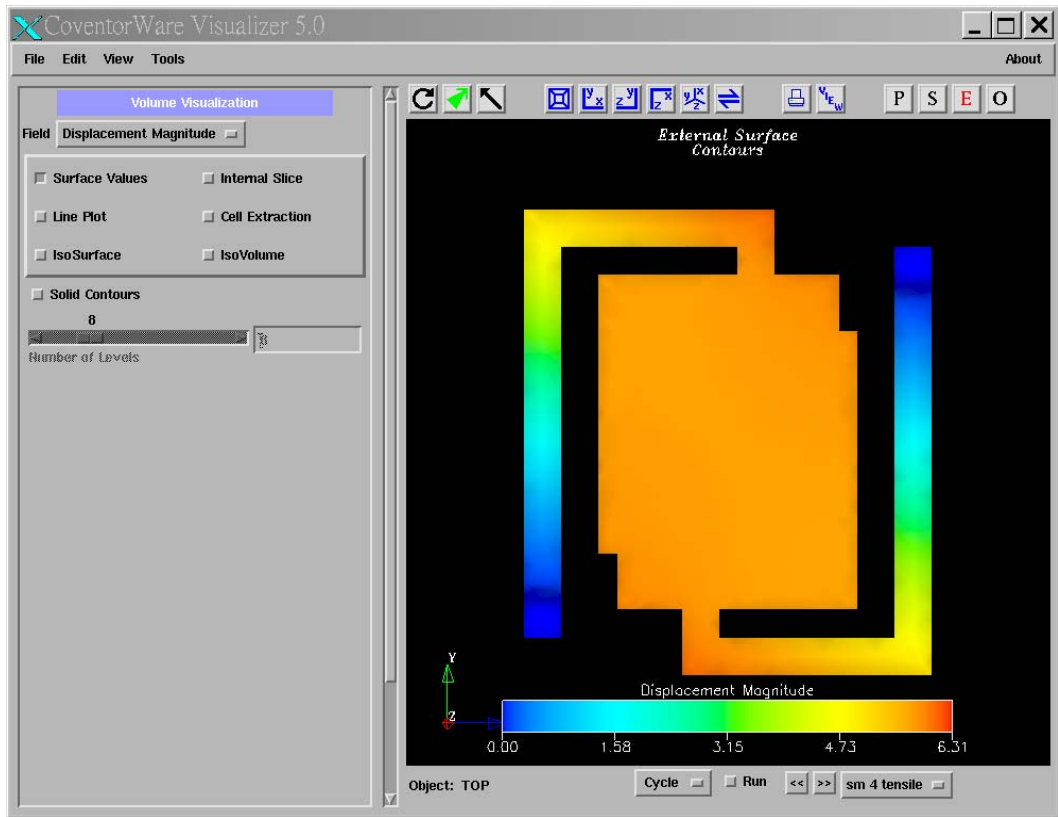 CoventorWare Visualizer 5.0
File Edit View Tools About
Volume Visualization
Field Displacement Magnitude
Surface Values Internal Slice
Line Plot Cell Extraction
IsoSurface IsoVolume
Solid Contours
8
8
Number of Levels
P S E O
External Surface
Contours
Y
Z
Displacement Magnitude
0.00 1.58 3.15 4.73 6.31
Object: TOP Cycle Run << >> sm 4 tensile